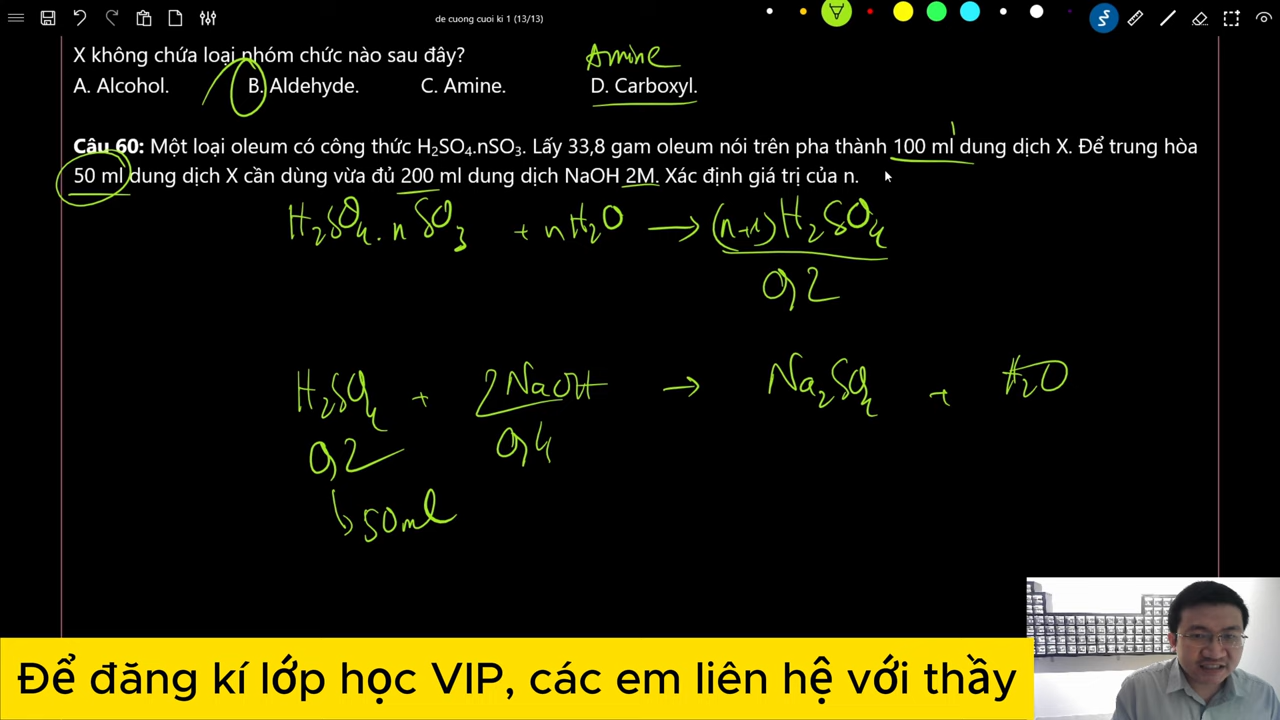 de cuong cuoi ki 1 (13/13)
X không chứa loại nhóm chức nào sau đây?
Amine
A. Alcohol. B. Aldehyde. C. Amine. D. Carboxyl.
Câu 60: Một loại oleum có công thức H₂SO₄.nSO₃. Lấy 33,8 gam oleum nói trên pha thành 100 ml dung dịch X. Để trung hòa
50 ml dung dịch X cần dùng vừa đủ 200 ml dung dịch NaOH 2M. Xác định giá trị của n.
H₂SO₄.nSO₃ + nH₂O → (n+1)H₂SO₄
0,2
H₂SO₄ + 2NaOH → Na₂SO₄ + H₂O
0,2 0,4
↳ 50ml
Để đăng kí lớp học VIP, các em liên hệ với thầy